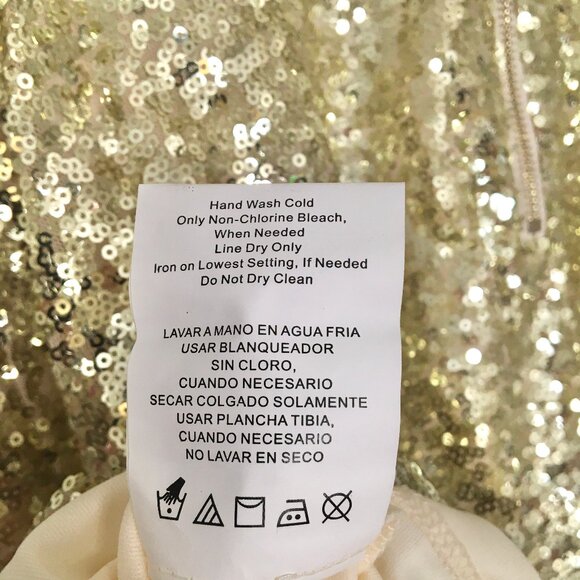 Hand Wash Cold
Only Non-Chlorine Bleach,
When Needed
Line Dry Only
Iron on Lowest Setting, If Needed
Do Not Dry Clean
LAVAR A MANO EN AGUA FRIA
USAR BLANQUEADOR
SIN CLORO,
CUANDO NECESARIO
SECAR COLGADO SOLAMENTE
USAR PLANCHA TIBIA,
CUANDO NECESARIO
NO LAVAR EN SECO